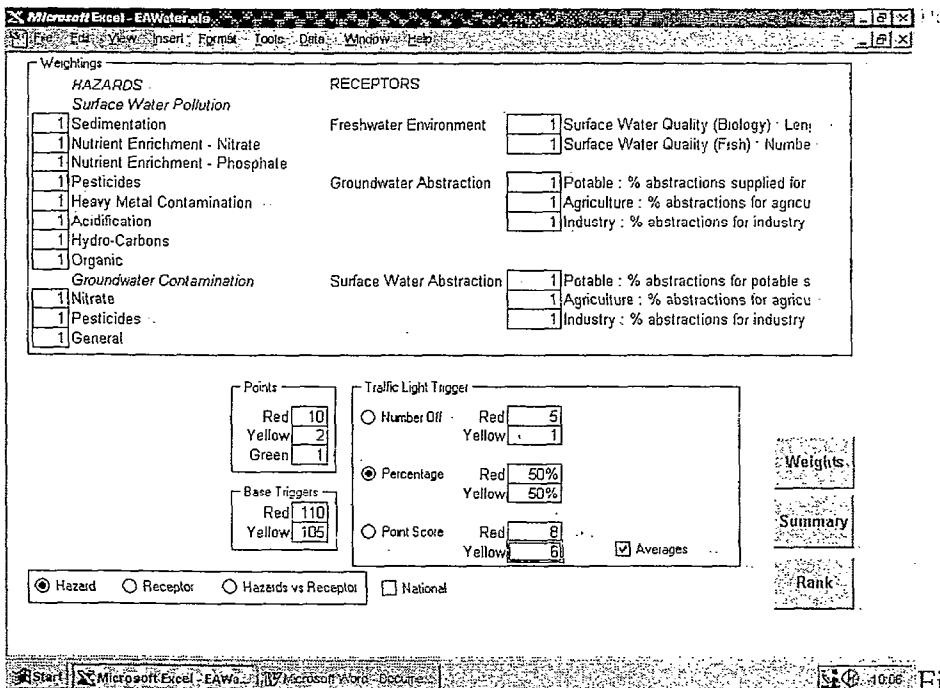 Microsoft Excel - EAWater.xls
File Edit View Insert Format Tools Data Window Help
Weightings
HAZARDS RECEPTORS
Surface Water Pollution
1 Sedimentation Freshwater Environment 1 Surface Water Quality (Biology) : Leng
1 Nutrient Enrichment - Nitrate 1 Surface Water Quality (Fish) : Numbe
1 Nutrient Enrichment - Phosphate
1 Pesticides Groundwater Abstraction 1 Potable : % abstractions supplied for
1 Heavy Metal Contamination 1 Agriculture : % abstractions for agricu
1 Acidification 1 Industry : % abstractions for industry
1 Hydro-Carbons
1 Organic
Groundwater Contamination Surface Water Abstraction 1 Potable : % abstractions for potable s
1 Nitrate 1 Agriculture : % abstractions for agricu
1 Pesticides 1 Industry : % abstractions for industry
1 General
Points Traffic Light Trigger
Red 10 Number Off Red 5
Yellow 2 Yellow 1
Green 1
Percentage Red 50%
Yellow 50%
Weights
Base Triggers
Red 110
Yellow 105
Point Score Red 8
Yellow 6 Averages
Summary
Hazard Receptor Hazards vs Receptor National
Rank
Start Microsoft Excel - EAWa... Microsoft Word - Docume... 10:06